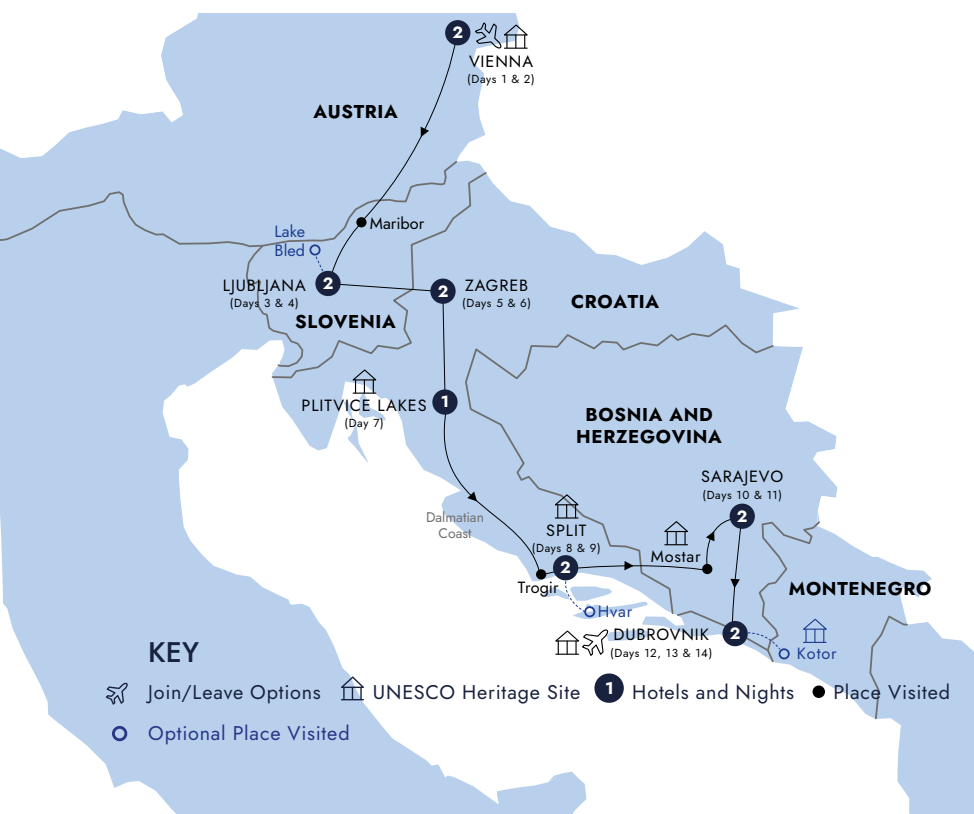 2
VIENNA
(Days 1 & 2)
AUSTRIA
Maribor
Lake
Bled
LJUBLJANA
(Days 3 & 4)
2
2
ZAGREB
(Days 5 & 6)
SLOVENIA
CROATIA
PLITVICE LAKES
(Day 7)
1
BOSNIA AND
HERZEGOVINA
SARAJEVO
(Days 10 & 11)
2
Dalmatian
Coast
SPLIT
(Days 8 & 9)
2
Mostar
Trogir
MONTENEGRO
Hvar
DUBROVNIK
(Days 12, 13 & 14)
2
Kotor
KEY
Join/Leave Options
UNESCO Heritage Site
1
Hotels and Nights
Place Visited
Optional Place Visited